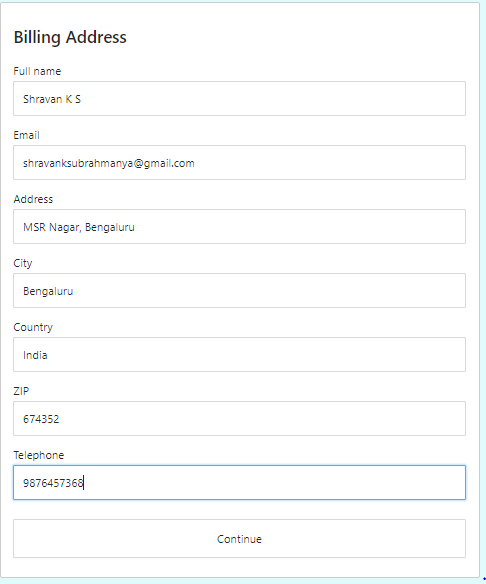 Billing Address
Full name
Shravan K S
Email
shravanksubrahmanya@gmail.com
Address
MSR Nagar, Bengaluru
City
Bengaluru
Country
India
ZIP
674352
Telephone
9876457368
Continue